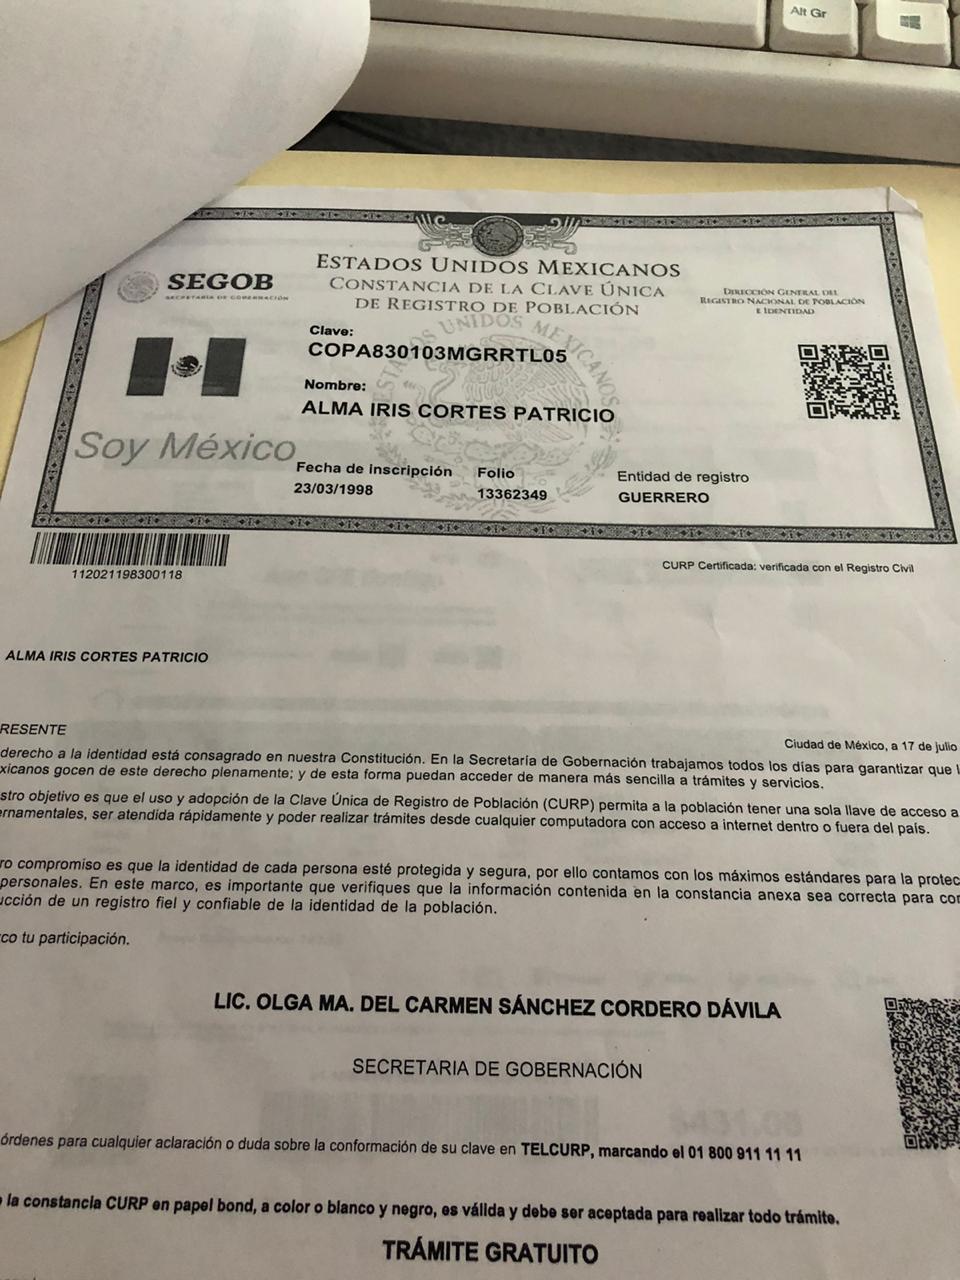 Alt Gr
SEGOB
SECRETARÍA DE GOBERNACIÓN
ESTADOS UNIDOS MEXICANOS
CONSTANCIA DE LA CLAVE ÚNICA
DE REGISTRO DE POBLACIÓN
DIRECCIÓN GENERAL DEL
REGISTRO NACIONAL DE POBLACIÓN
E IDENTIDAD
Clave:
COPA830103MGRRTL05
Nombre:
ALMA IRIS CORTES PATRICIO
Soy México
ESTADOS UNIDOS MEXICANOS
Fecha de inscripción
23/03/1998
Folio
13362349
Entidad de registro
GUERRERO
112021198300118
CURP Certificada: verificada con el Registro Civil
ALMA IRIS CORTES PATRICIO
RESENTE
Ciudad de México, a 17 de julio
derecho a la identidad está consagrado en nuestra Constitución. En la Secretaría de Gobernación trabajamos todos los días para garantizar que
xicanos gocen de este derecho plenamente; y de esta forma puedan acceder de manera más sencilla a trámites y servicios.
stro objetivo es que el uso y adopción de la Clave Única de Registro de Población (CURP) permita a la población tener una sola llave de acceso a
ernamentales, ser atendida rápidamente y poder realizar trámites desde cualquier computadora con acceso a internet dentro o fuera del país.
ro compromiso es que la identidad de cada persona esté protegida y segura, por ello contamos con los máximos estándares para la protec
personales. En este marco, es importante que verifiques que la información contenida en la constancia anexa sea correcta para con
ucción de un registro fiel y confiable de la identidad de la población.
co tu participación.
LIC. OLGA MA. DEL CARMEN SÁNCHEZ CORDERO DÁVILA
SECRETARIA DE GOBERNACIÓN
órdenes para cualquier aclaración o duda sobre la conformación de su clave en TELCURP, marcando el 01 800 911 11 11
la constancia CURP en papel bond, a color o blanco y negro, es válida y debe ser aceptada para realizar todo trámite.
TRÁMITE GRATUITO